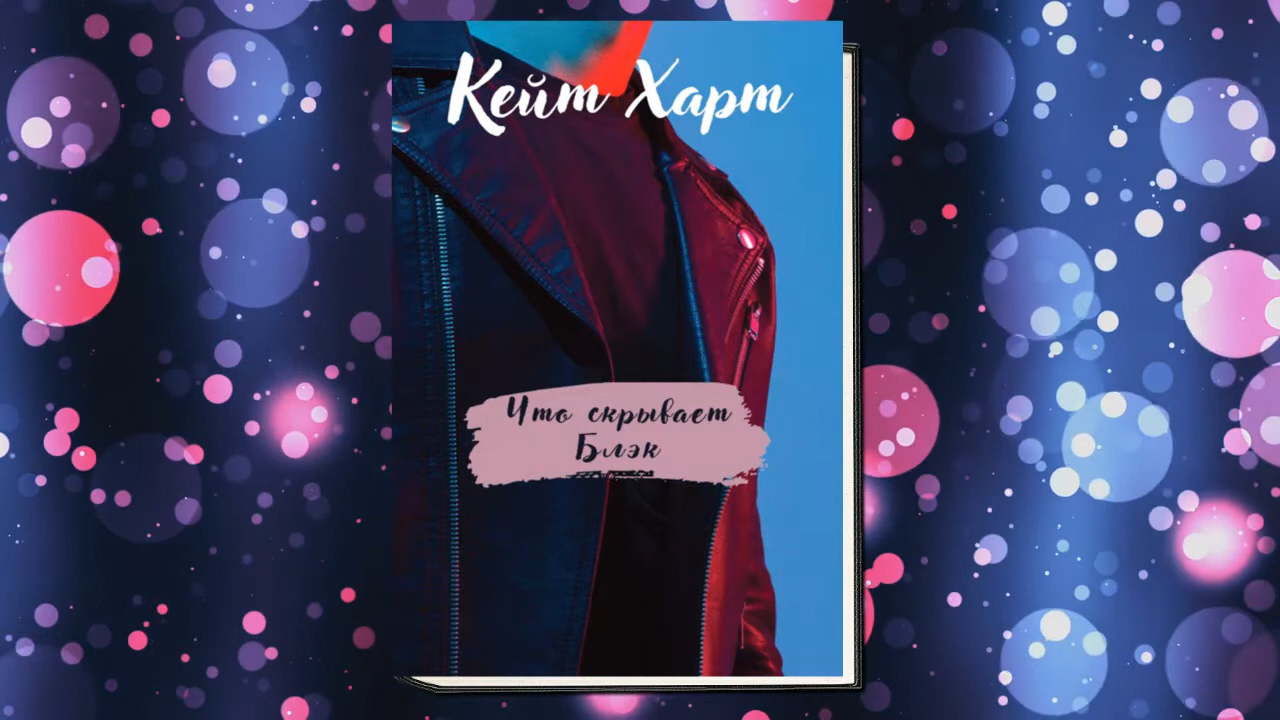 Кейт Харт
Что скрывает
Блэк